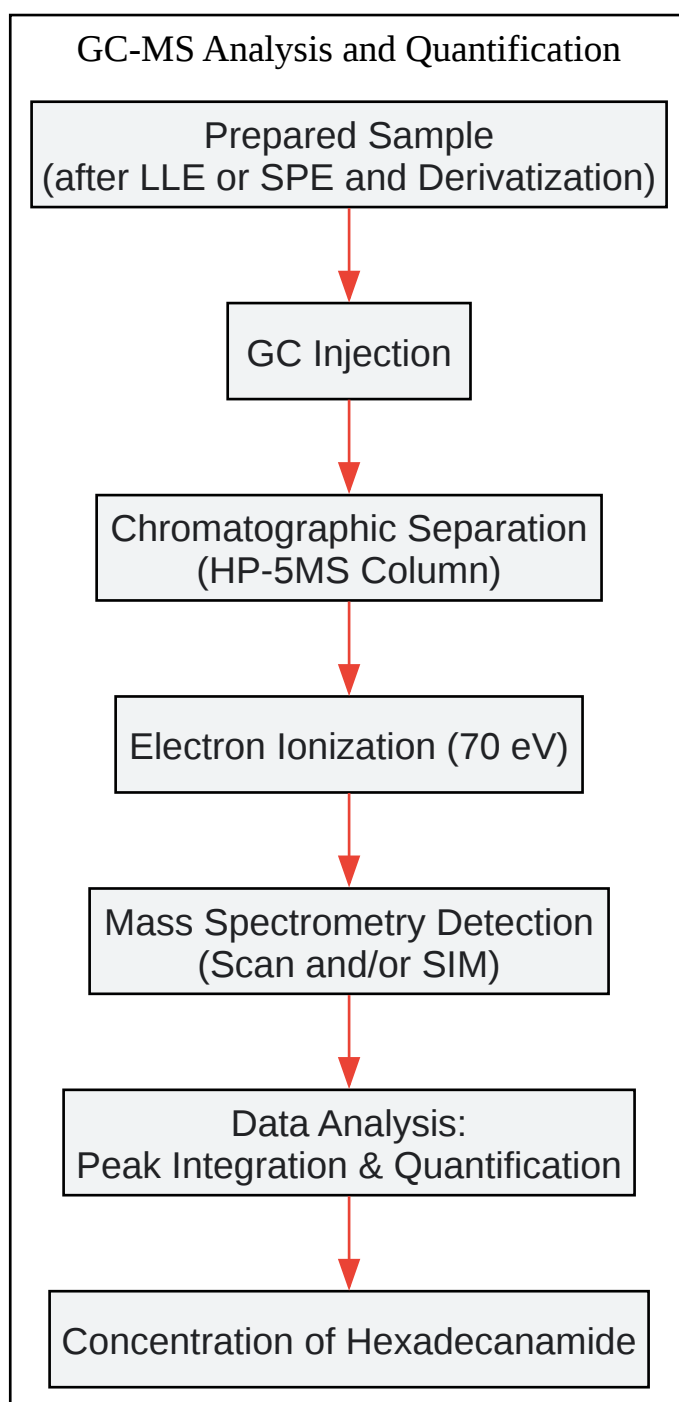 GC-MS Analysis and Quantification
Prepared Sample
(after LLE or SPE and Derivatization)
GC Injection
Chromatographic Separation
(HP-5MS Column)
Electron Ionization (70 eV)
Mass Spectrometry Detection
(Scan and/or SIM)
Data Analysis:
Peak Integration & Quantification
Concentration of Hexadecanamide